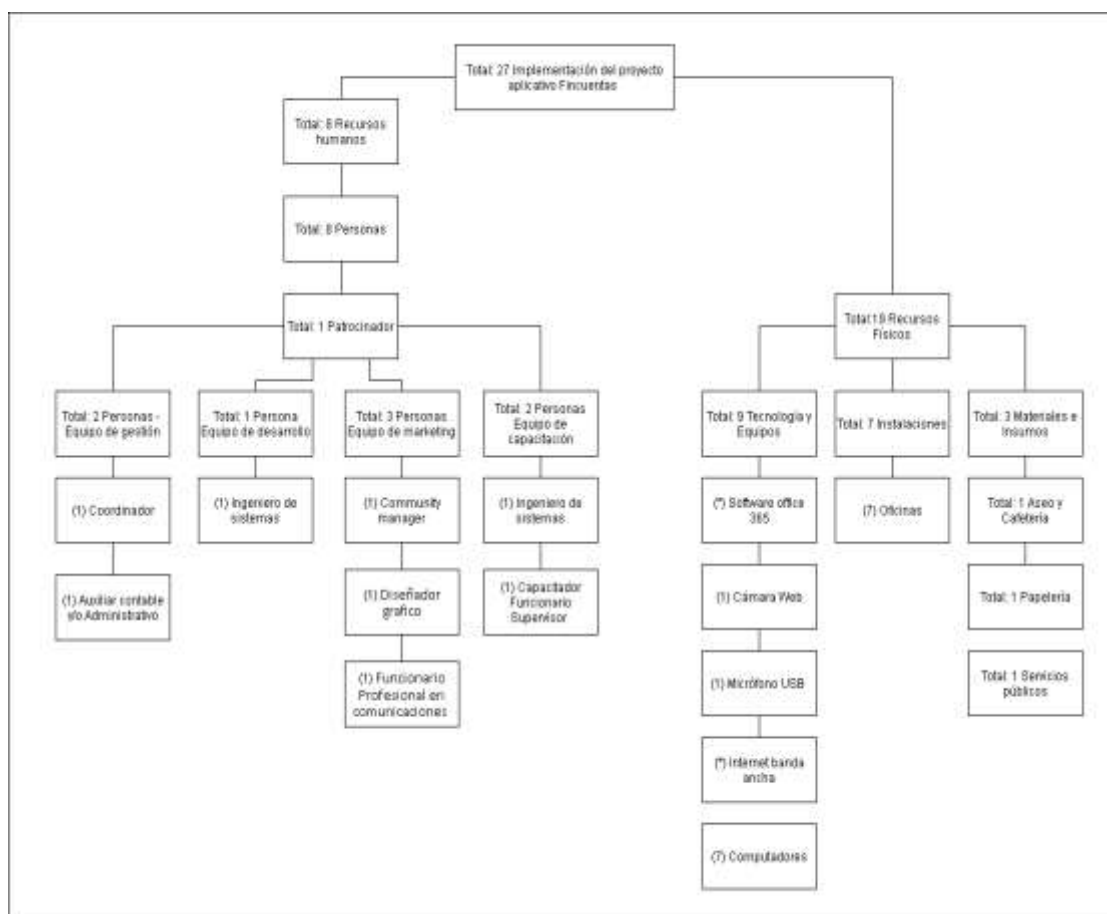 Total: 27 Implementación del proyecto
aplicativo Fincuentas
Total: 8 Recursos
humanos
Total: 8 Personas
Total: 1 Patrocinador
Total:19 Recursos
Físicos
Total: 2 Personas -
Equipo de gestión
Total: 1 Persona
Equipo de desarrollo
Total: 3 Personas
Equipo de marketing
Total: 2 Personas
Equipo de
capacitación
Total: 9 Tecnología y
Equipos
Total: 7 Instalaciones
Total: 3 Materiales e
Insumos
(1) Coordinador
(1) Ingeniero de
sistemas
(1) Community
manager
(1) Ingeniero de
sistemas
(*) Software office
365
(7) Oficinas
Total: 1 Aseo y
Cafetería
(1) Auxiliar contable
y/o Administrativo
(1) Diseñador
grafico
(1) Capacitador
Funcionario
Supervisor
(1) Cámara Web
Total: 1 Papelería
(1) Funcionario
Profesional en
comunicaciones
(1) Micrófono USB
Total: 1 Servicios
públicos
(*) Internet banda
ancha
(7) Computadores